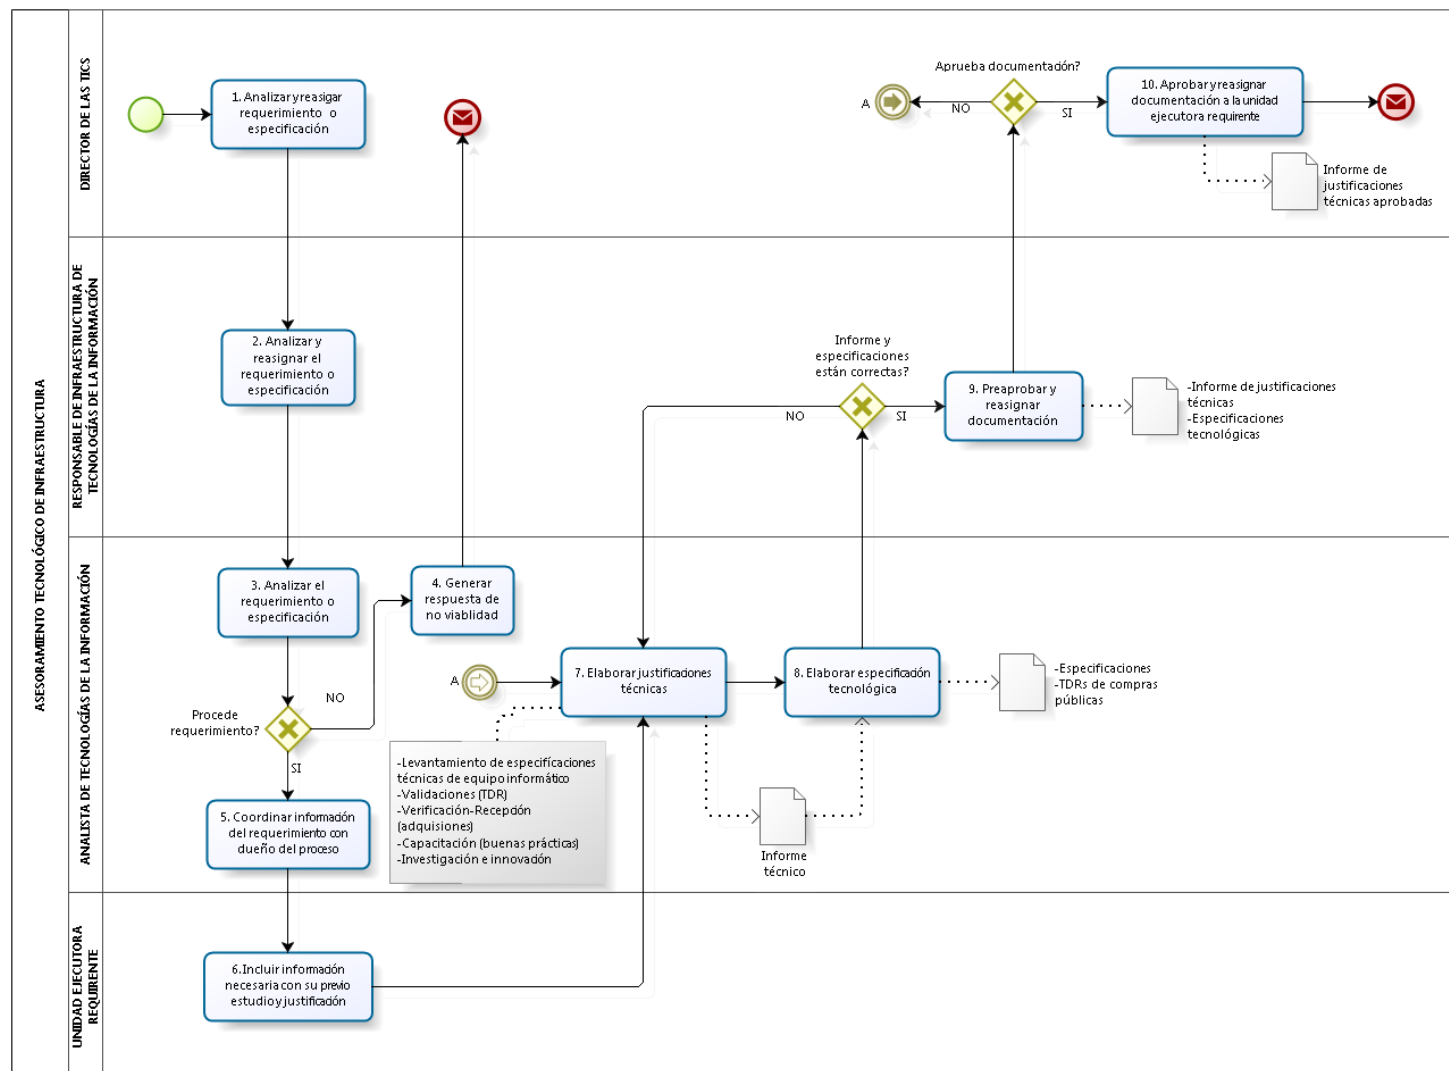 ASESORAMIENTO TECNOLÓGICO DE INFRAESTRUCTURA
DIRECTOR DE LAS TICS
1. Analizar y reasigar
requerimiento o
especificación
Aprueba documentación?
A
NO
SI
10. Aprobar y reasignar
documentación a la unidad
ejecutora requirente
Informe de
justificaciones
técnicas aprobadas
RESPONSABLE DE INFRAESTRUCTURA DE
TECNOLOGÍAS DE LA INFORMACIÓN
2. Analizar y
reasignar el
requerimiento o
especificación
Informe y
especificaciones
están correctas?
NO
SI
9. Preaprobar y
reasignar
documentación
-Informe de justificaciones
técnicas
-Especificaciones
tecnológicas
ANALISTA DE TECNOLOGÍAS DE LA INFORMACIÓN
3. Analizar el
requerimiento o
especificación
4. Generar
respuesta de
no viablidad
NO
Procede
requerimiento?
SI
A
7. Elaborar justificaciones
técnicas
8. Elaborar especificación
tecnológica
-Especificaciones
-TDRs de compras
públicas
-Levantamiento de especificaciones
técnicas de equipo informático
-Validaciones (TDR)
-Verificación-Recepción
(adquisiones)
-Capacitación (buenas prácticas)
-Investigación e innovación
Informe
técnico
5. Coordinar información
del requerimiento con
dueño del proceso
UNIDAD EJECUTORA
REQUIRENTE
6.Incluir información
necesaria con su previo
estudio y justificación